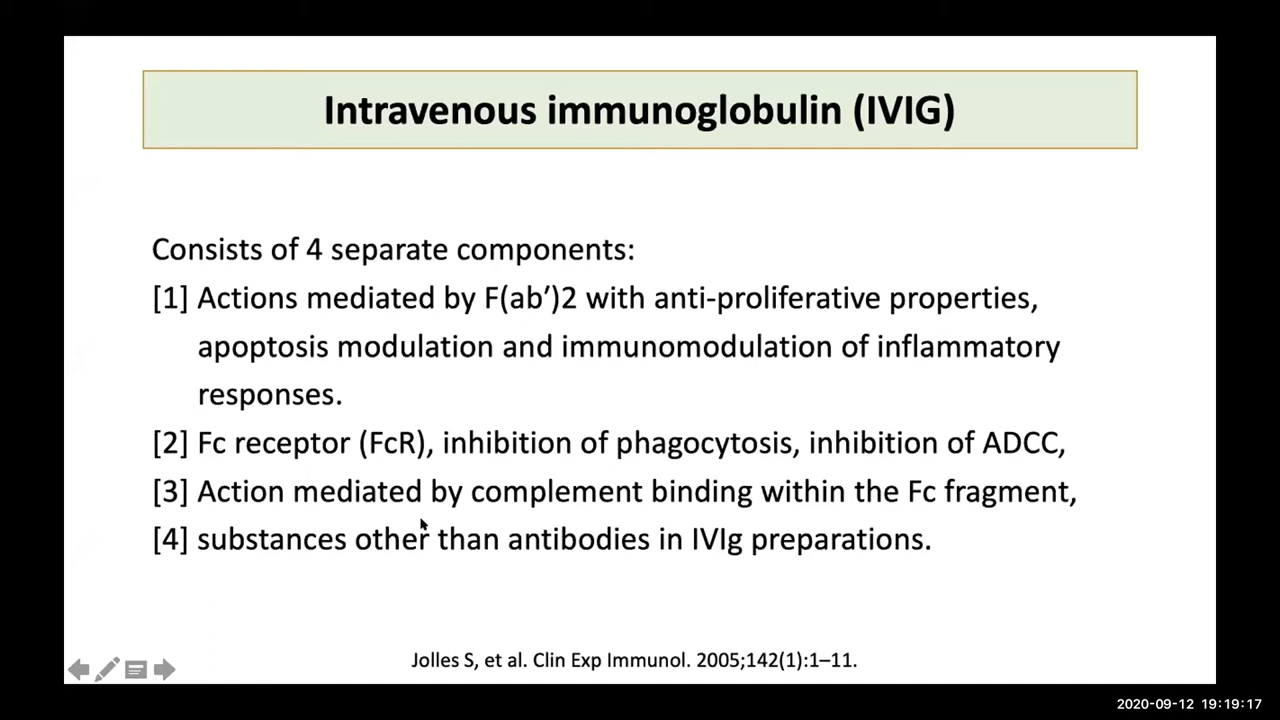 Intravenous immunoglobulin (IVIG)
Consists of 4 separate components:
[1] Actions mediated by F(ab′)2 with anti-proliferative properties,
apoptosis modulation and immunomodulation of inflammatory
responses.
[2] Fc receptor (FcR), inhibition of phagocytosis, inhibition of ADCC,
[3] Action mediated by complement binding within the Fc fragment,
[4] substances other than antibodies in IVIg preparations.
Jolles S, et al. Clin Exp Immunol. 2005;142(1):1–11.
2020-09-12 19:19:17